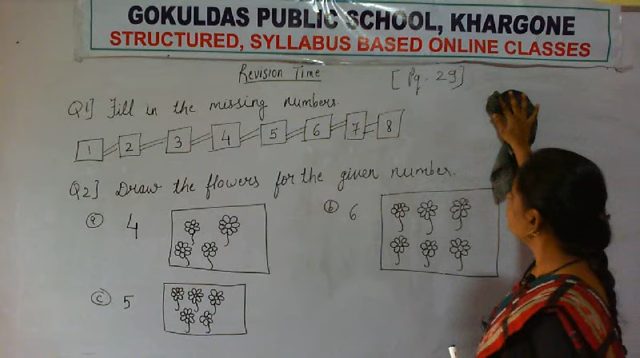 GOKULDAS PUBLIC SCHOOL, KHARGONE
STRUCTURED, SYLLABUS BASED ONLINE CLASSES
Revision Time
[Pg. 29]
Q1] Fill in the missing numbers.
1 2 3 4 5 6 7 8
Q2] Draw the flowers for the given number.
(a) 4
(b) 6
(c) 5